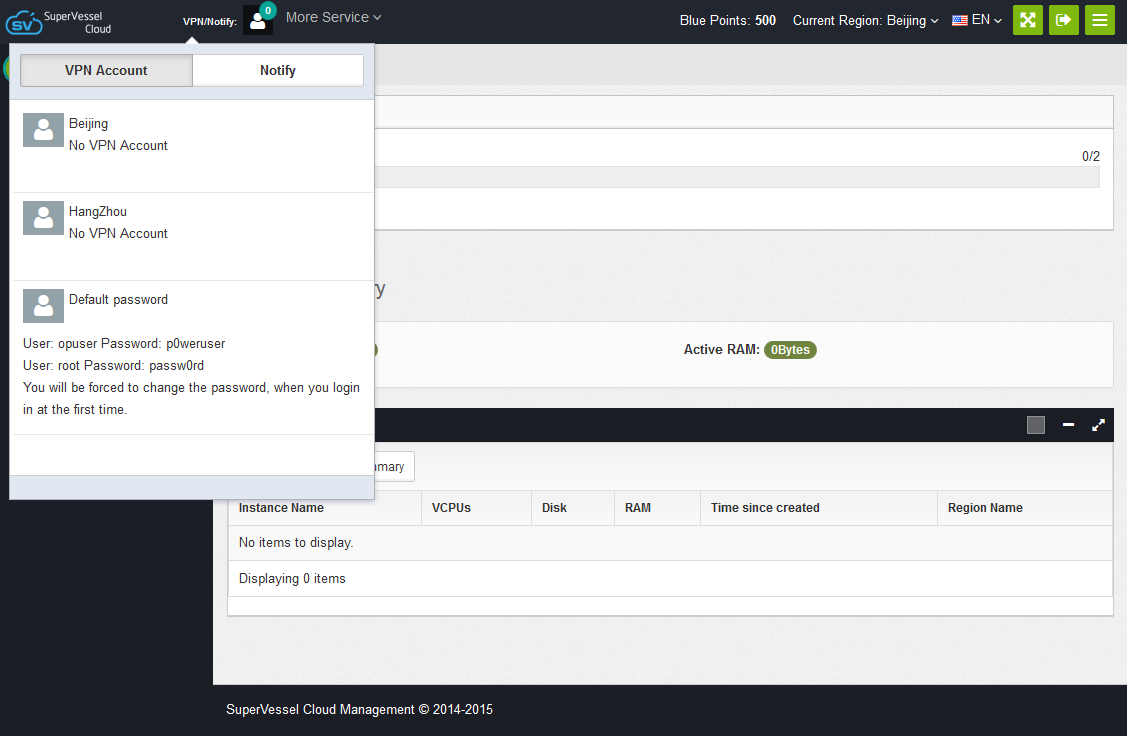 SuperVessel
Cloud
VPN/Notify:
0
More Service
Blue Points: 500
Current Region: Beijing
EN
VPN Account
Notify
Beijing
No VPN Account
HangZhou
No VPN Account
Default password
User: opuser Password: p0weruser
User: root Password: passw0rd
You will be forced to change the password, when you login
in at the first time.
0/2
Active RAM: 0Bytes
Instance Name
VCPUs
Disk
RAM
Time since created
Region Name
No items to display.
Displaying 0 items
SuperVessel Cloud Management © 2014-2015